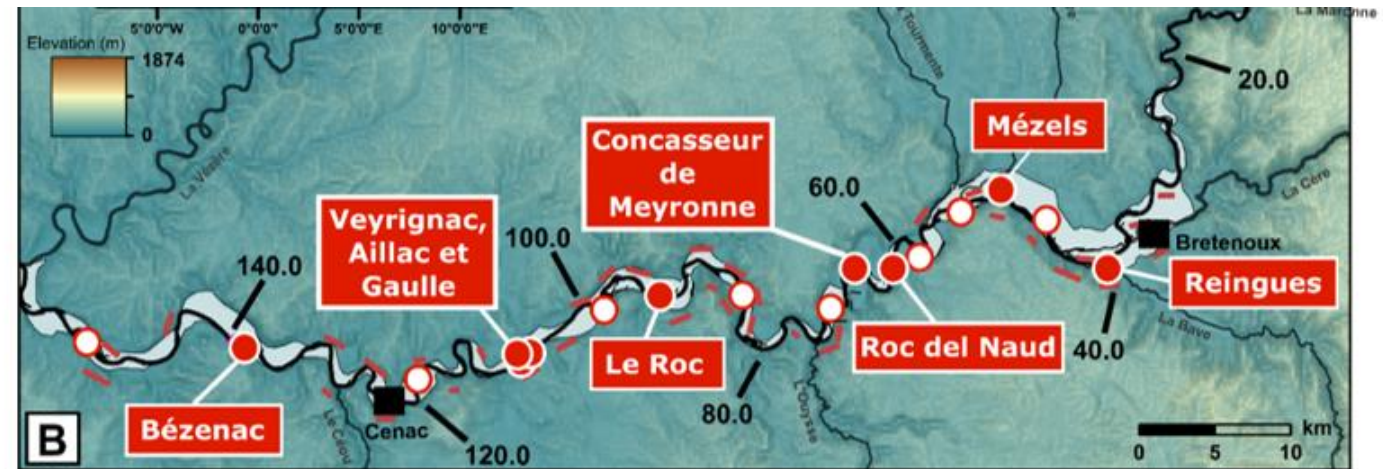 5°0'0"W 0°0'0" 5°0'0"E 10°0'0"E
Elevation (m)
1874
0
La Vézère
La Tourmente
La Maronne
20.0
Mézels
Concasseur
de
Meyronne
60.0
La Cère
Veyrignac,
Aillac et
Gaulle
100.0
140.0
Bretenoux
Reingues
La Bave
Le Roc
Roc del Naud
40.0
80.0
L'Ouysse
Bézenac
Le Céou
Cenac
120.0
B
km
0 5 10